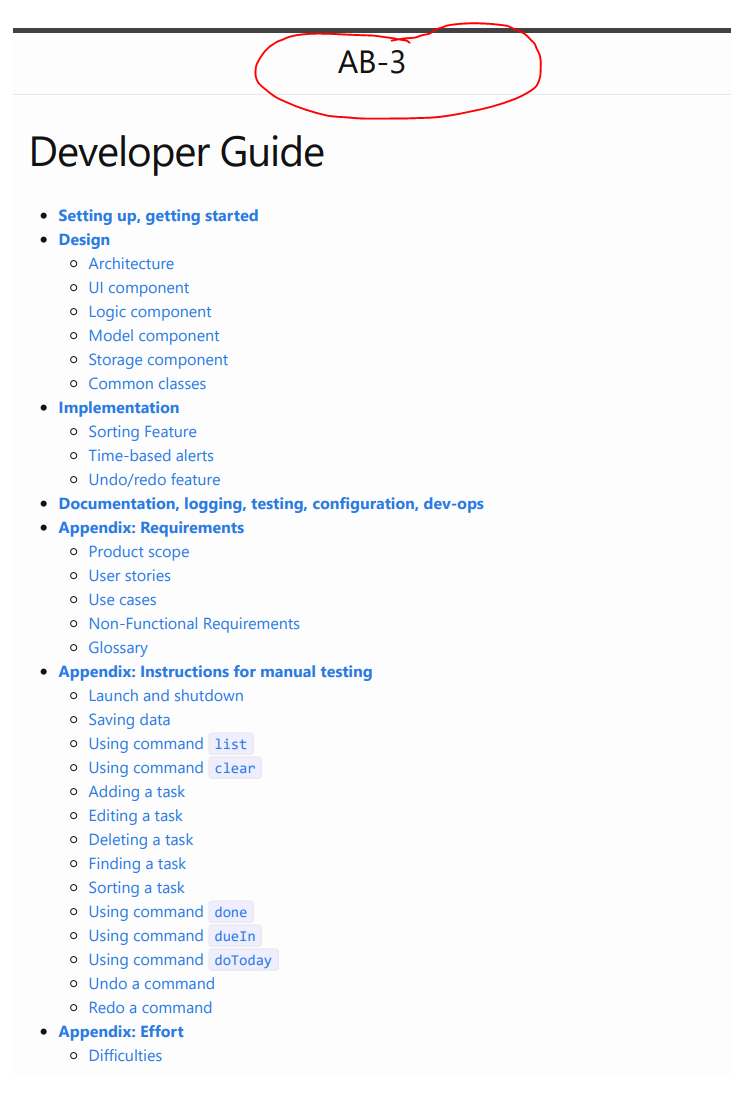 AB-3
Developer Guide
Setting up, getting started
Design
Architecture
UI component
Logic component
Model component
Storage component
Common classes
Implementation
Sorting Feature
Time-based alerts
Undo/redo feature
Documentation, logging, testing, configuration, dev-ops
Appendix: Requirements
Product scope
User stories
Use cases
Non-Functional Requirements
Glossary
Appendix: Instructions for manual testing
Launch and shutdown
Saving data
Using command list
Using command clear
Adding a task
Editing a task
Deleting a task
Finding a task
Sorting a task
Using command done
Using command dueIn
Using command doToday
Undo a command
Redo a command
Appendix: Effort
Difficulties